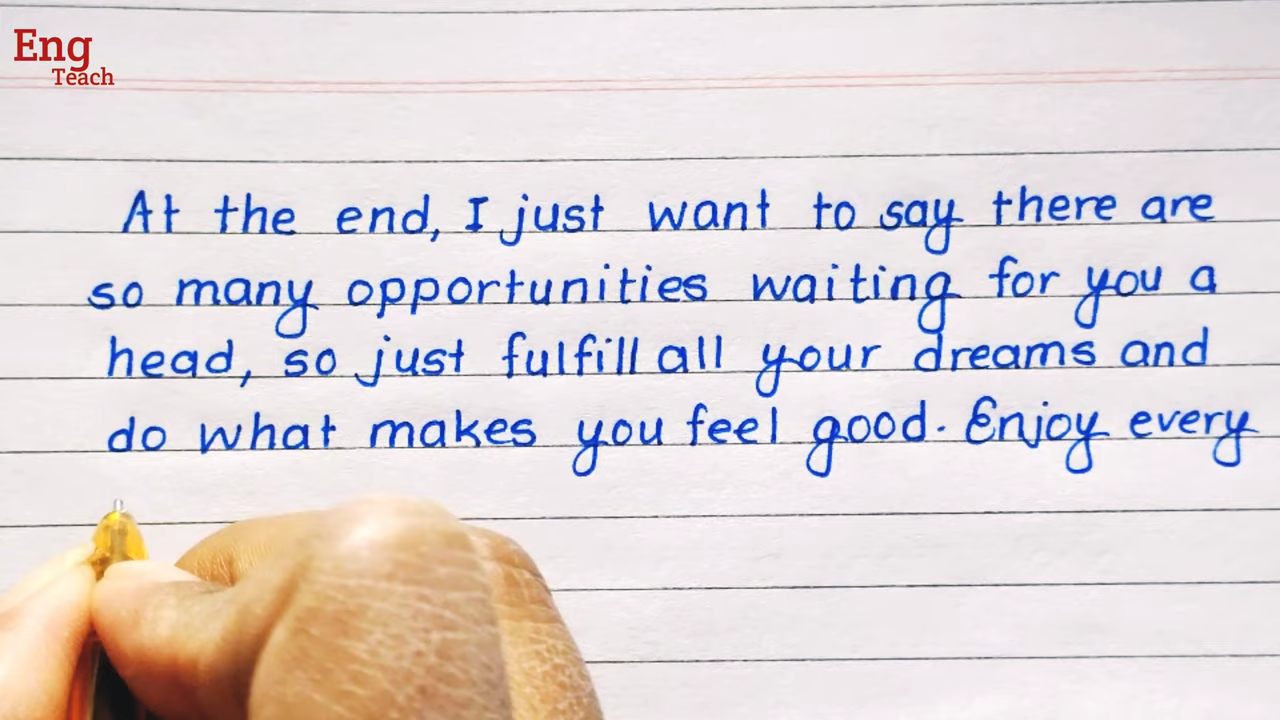 Eng
Teach
At the end, I just want to say there are
so many opportunities waiting for you a
head, so just fulfill all your dreams and
do what makes you feel good. Enjoy every